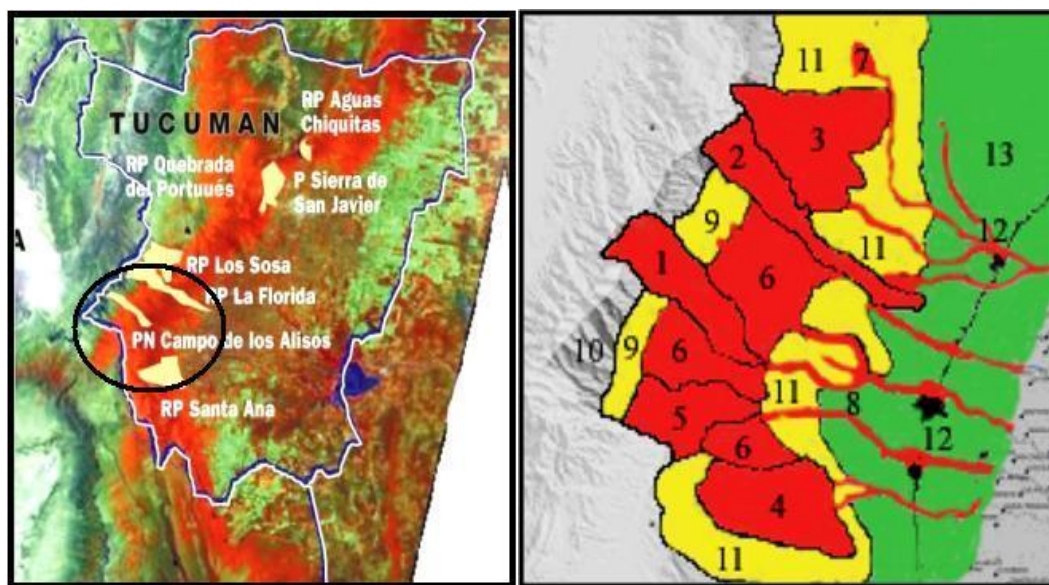 TUCUMAN
RP Aguas
Chiquitas
RP Quebrada
del Portuués
P Sierra de
San Javier
A
RP Los Sosa
RP La Florida
PN Campo de los Alisos
RP Santa Ana
11
7
3
13
2
9
12
1
11
6
10
9
6
11
8
12
5
6
4
11